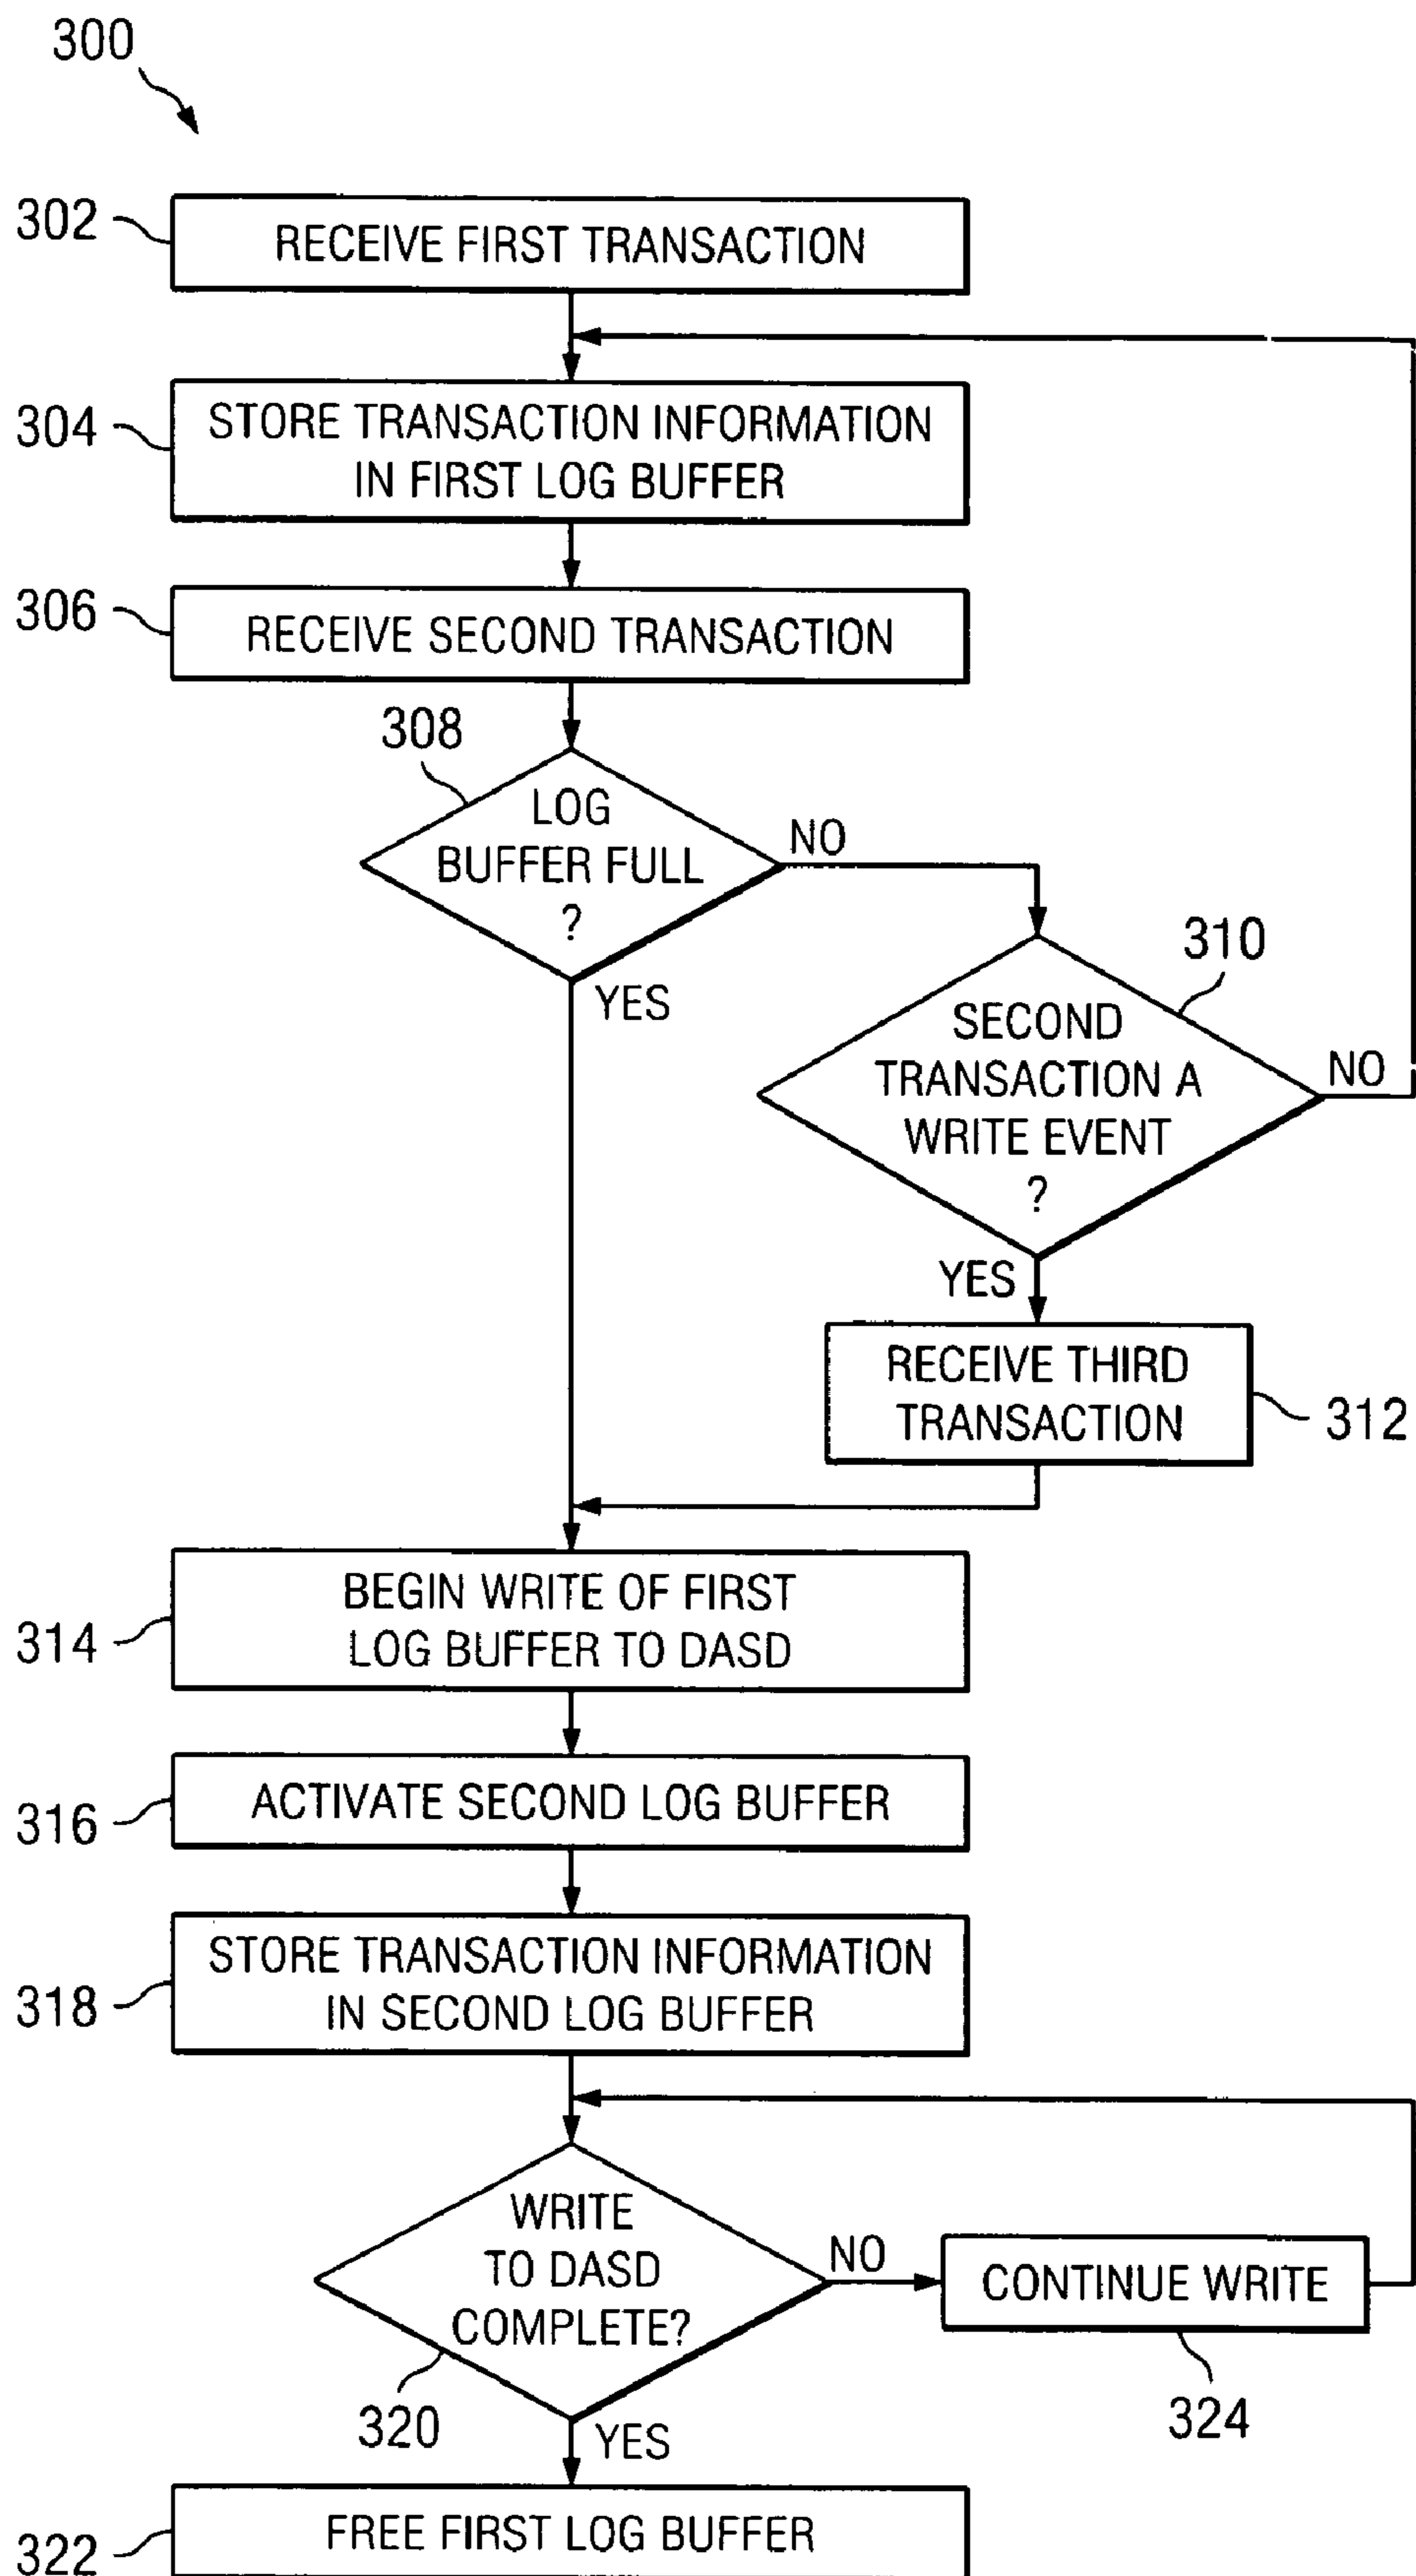 300
302
RECEIVE FIRST TRANSACTION
304
STORE TRANSACTION INFORMATION
IN FIRST LOG BUFFER
306
RECEIVE SECOND TRANSACTION
308
LOG
BUFFER FULL
?
NO
YES
310
SECOND
TRANSACTION A
WRITE EVENT
?
NO
YES
RECEIVE THIRD
TRANSACTION
312
314
BEGIN WRITE OF FIRST
LOG BUFFER TO DASD
316
ACTIVATE SECOND LOG BUFFER
318
STORE TRANSACTION INFORMATION
IN SECOND LOG BUFFER
WRITE
TO DASD
COMPLETE?
NO
CONTINUE WRITE
320
324
YES
322
FREE FIRST LOG BUFFER